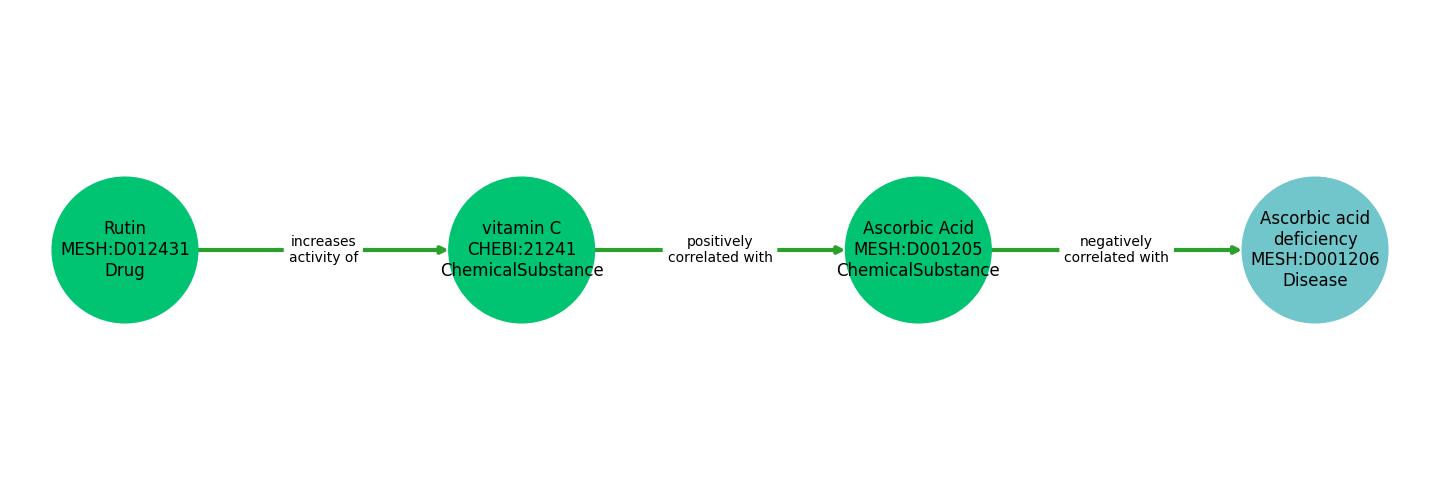 Rutin
MESH:D012431
Drug
increases
activity of
vitamin C
CHEBI:21241
ChemicalSubstance
positively
correlated with
Ascorbic Acid
MESH:D001205
ChemicalSubstance
negatively
correlated with
Ascorbic acid
deficiency
MESH:D001206
Disease